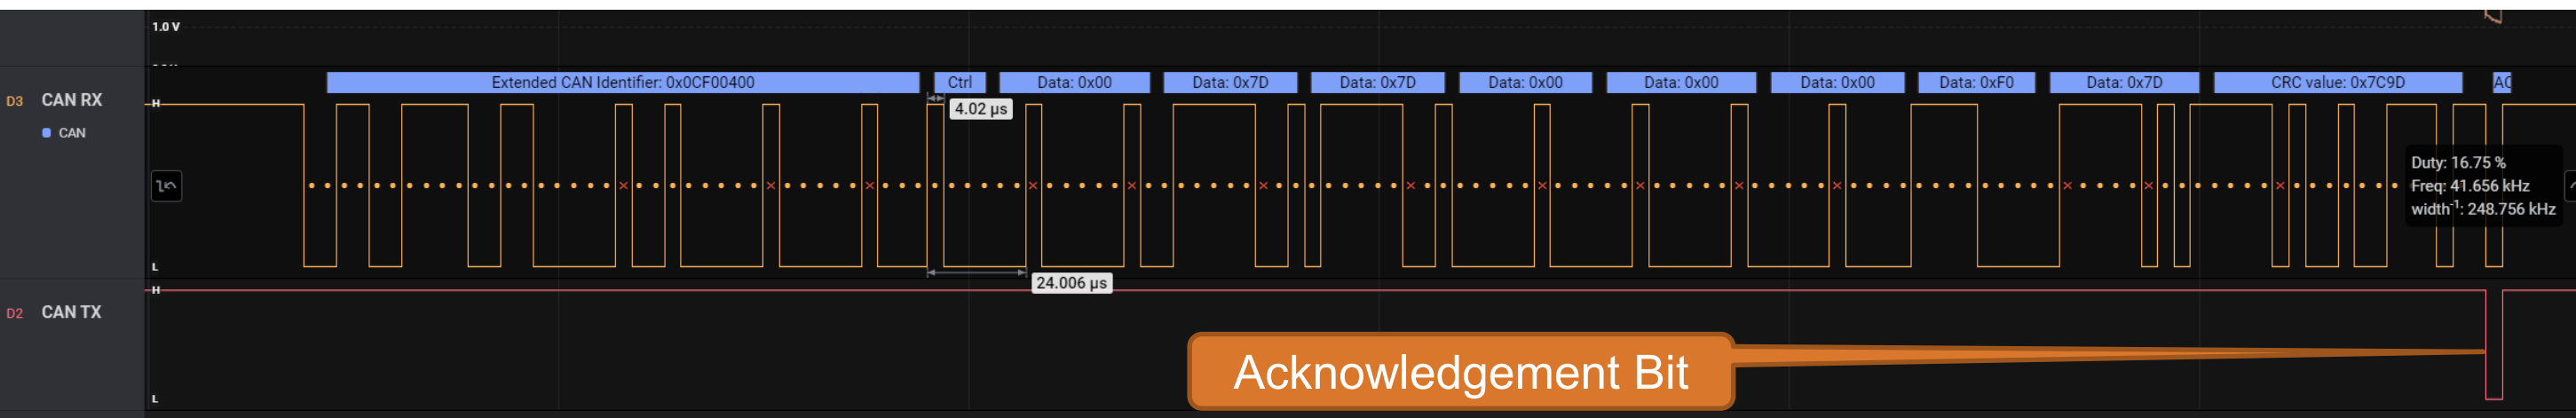 1.0 V
Extended CAN Identifier: 0x0CF00400
Ctrl
Data: 0x00
Data: 0x7D
Data: 0x7D
Data: 0x00
Data: 0x00
Data: 0x00
Data: 0xF0
Data: 0x7D
CRC value: 0x7C9D
AC
D3 CAN RX
H
4.02 µs
CAN
Duty: 16.75 %
Freq: 41.656 kHz
width⁻¹: 248.756 kHz
L
24.006 µs
H
D2 CAN TX
Acknowledgement Bit
L